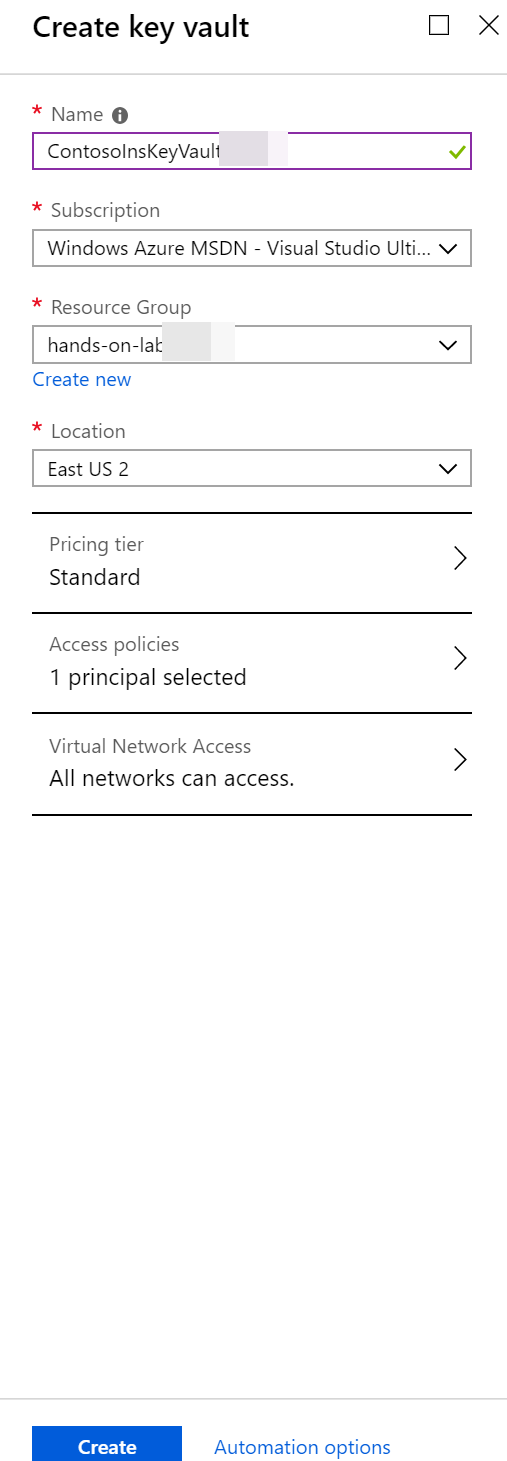 Create key vault
* Name
ContosoInsKeyVault
* Subscription
Windows Azure MSDN - Visual Studio Ulti...
* Resource Group
hands-on-lab
Create new
* Location
East US 2
Pricing tier
Standard
Access policies
1 principal selected
Virtual Network Access
All networks can access.
Create
Automation options